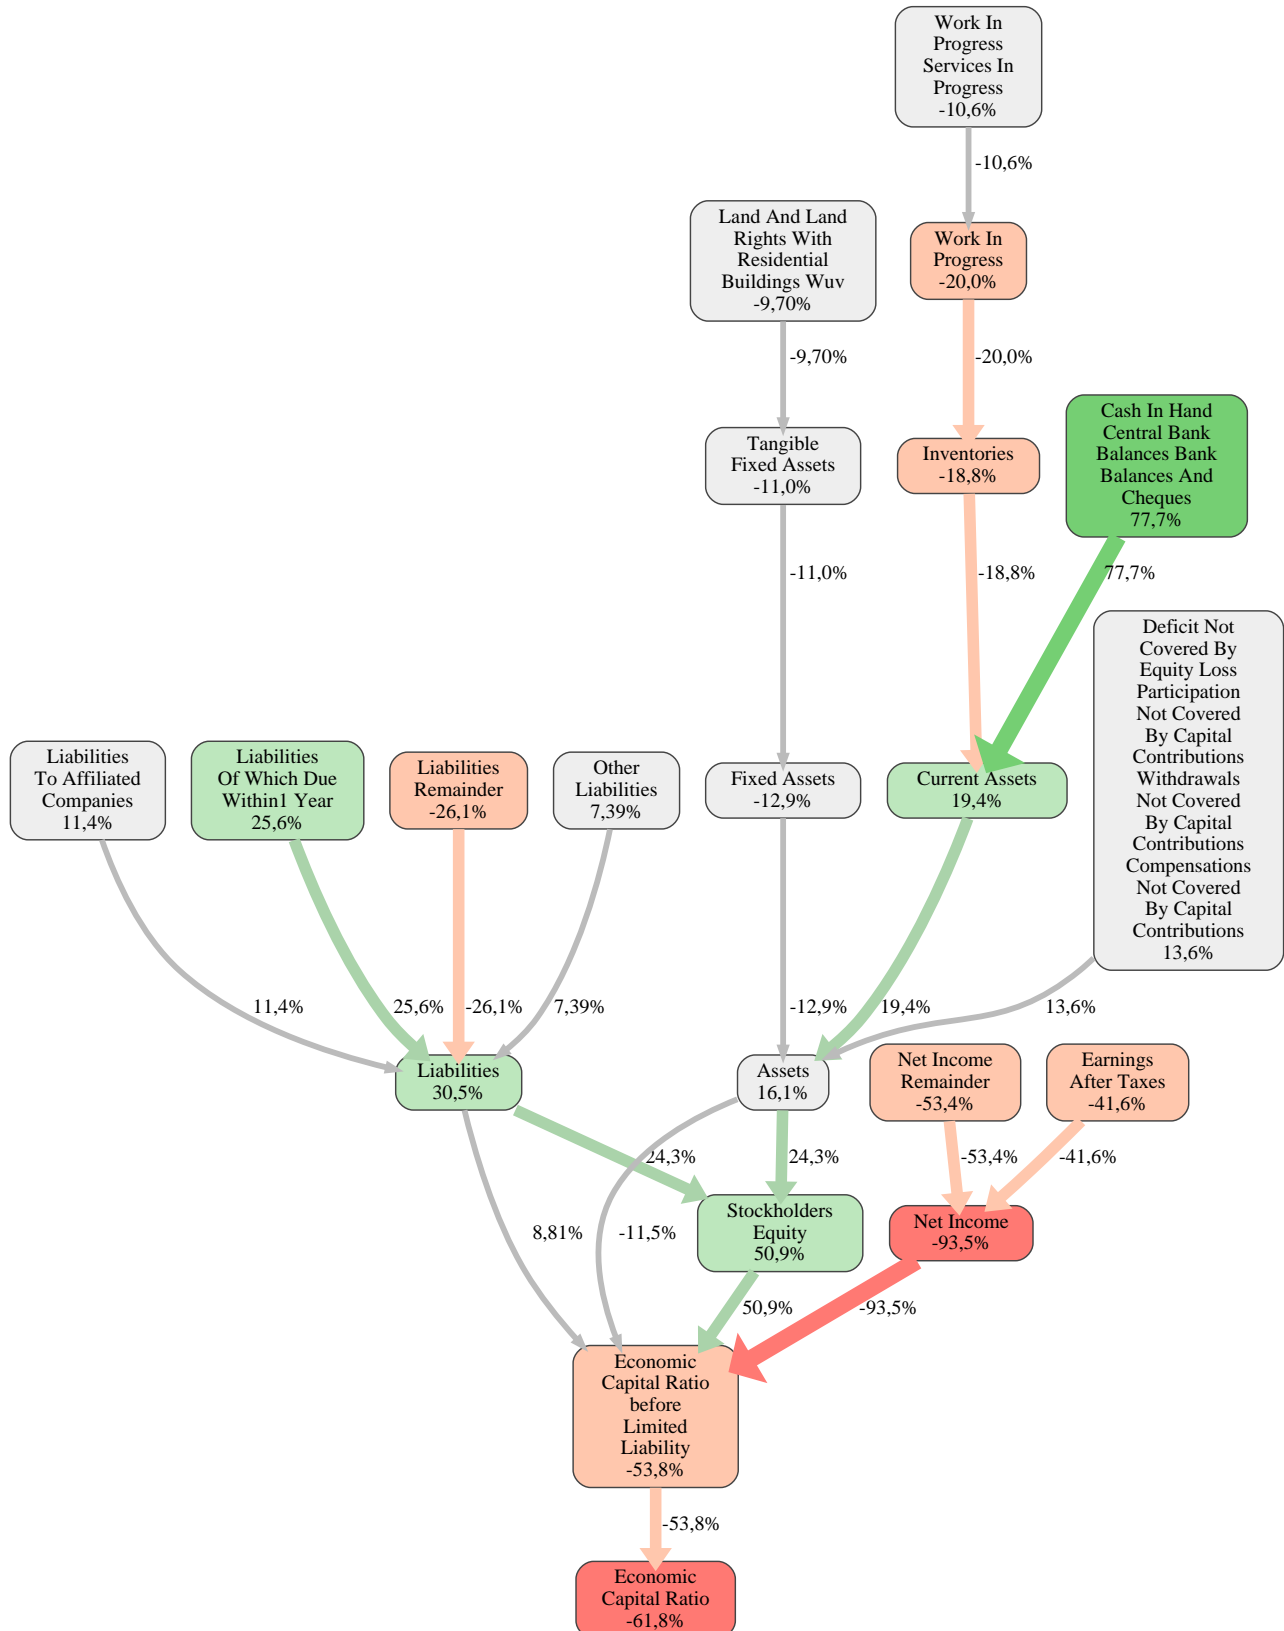 Work In
Progress
Services In
Progress
-10,6%
-10,6%
Land And Land
Rights With
Residential
Buildings Wuv
-9,70%
Work In
Progress
-20,0%
-9,70%
-20,0%
Cash In Hand
Central Bank
Balances Bank
Balances And
Cheques
77,7%
Tangible
Fixed Assets
-11,0%
Inventories
-18,8%
-11,0%
-18,8%
77,7%
Deficit Not
Covered By
Equity Loss
Participation
Not Covered
By Capital
Contributions
Withdrawals
Not Covered
By Capital
Contributions
Compensations
Not Covered
By Capital
Contributions
13,6%
Liabilities
To Affiliated
Companies
11,4%
Liabilities
Of Which Due
Within1 Year
25,6%
Liabilities
Remainder
-26,1%
Other
Liabilities
7,39%
Fixed Assets
-12,9%
Current Assets
19,4%
11,4%
25,6%
-26,1%
7,39%
-12,9%
19,4%
13,6%
Liabilities
30,5%
Assets
16,1%
Net Income
Remainder
-53,4%
Earnings
After Taxes
-41,6%
24,3%
24,3%
-53,4%
-41,6%
8,81%
-11,5%
Stockholders
Equity
50,9%
Net Income
-93,5%
50,9%
-93,5%
Economic
Capital Ratio
before
Limited
Liability
-53,8%
-53,8%
Economic
Capital Ratio
-61,8%